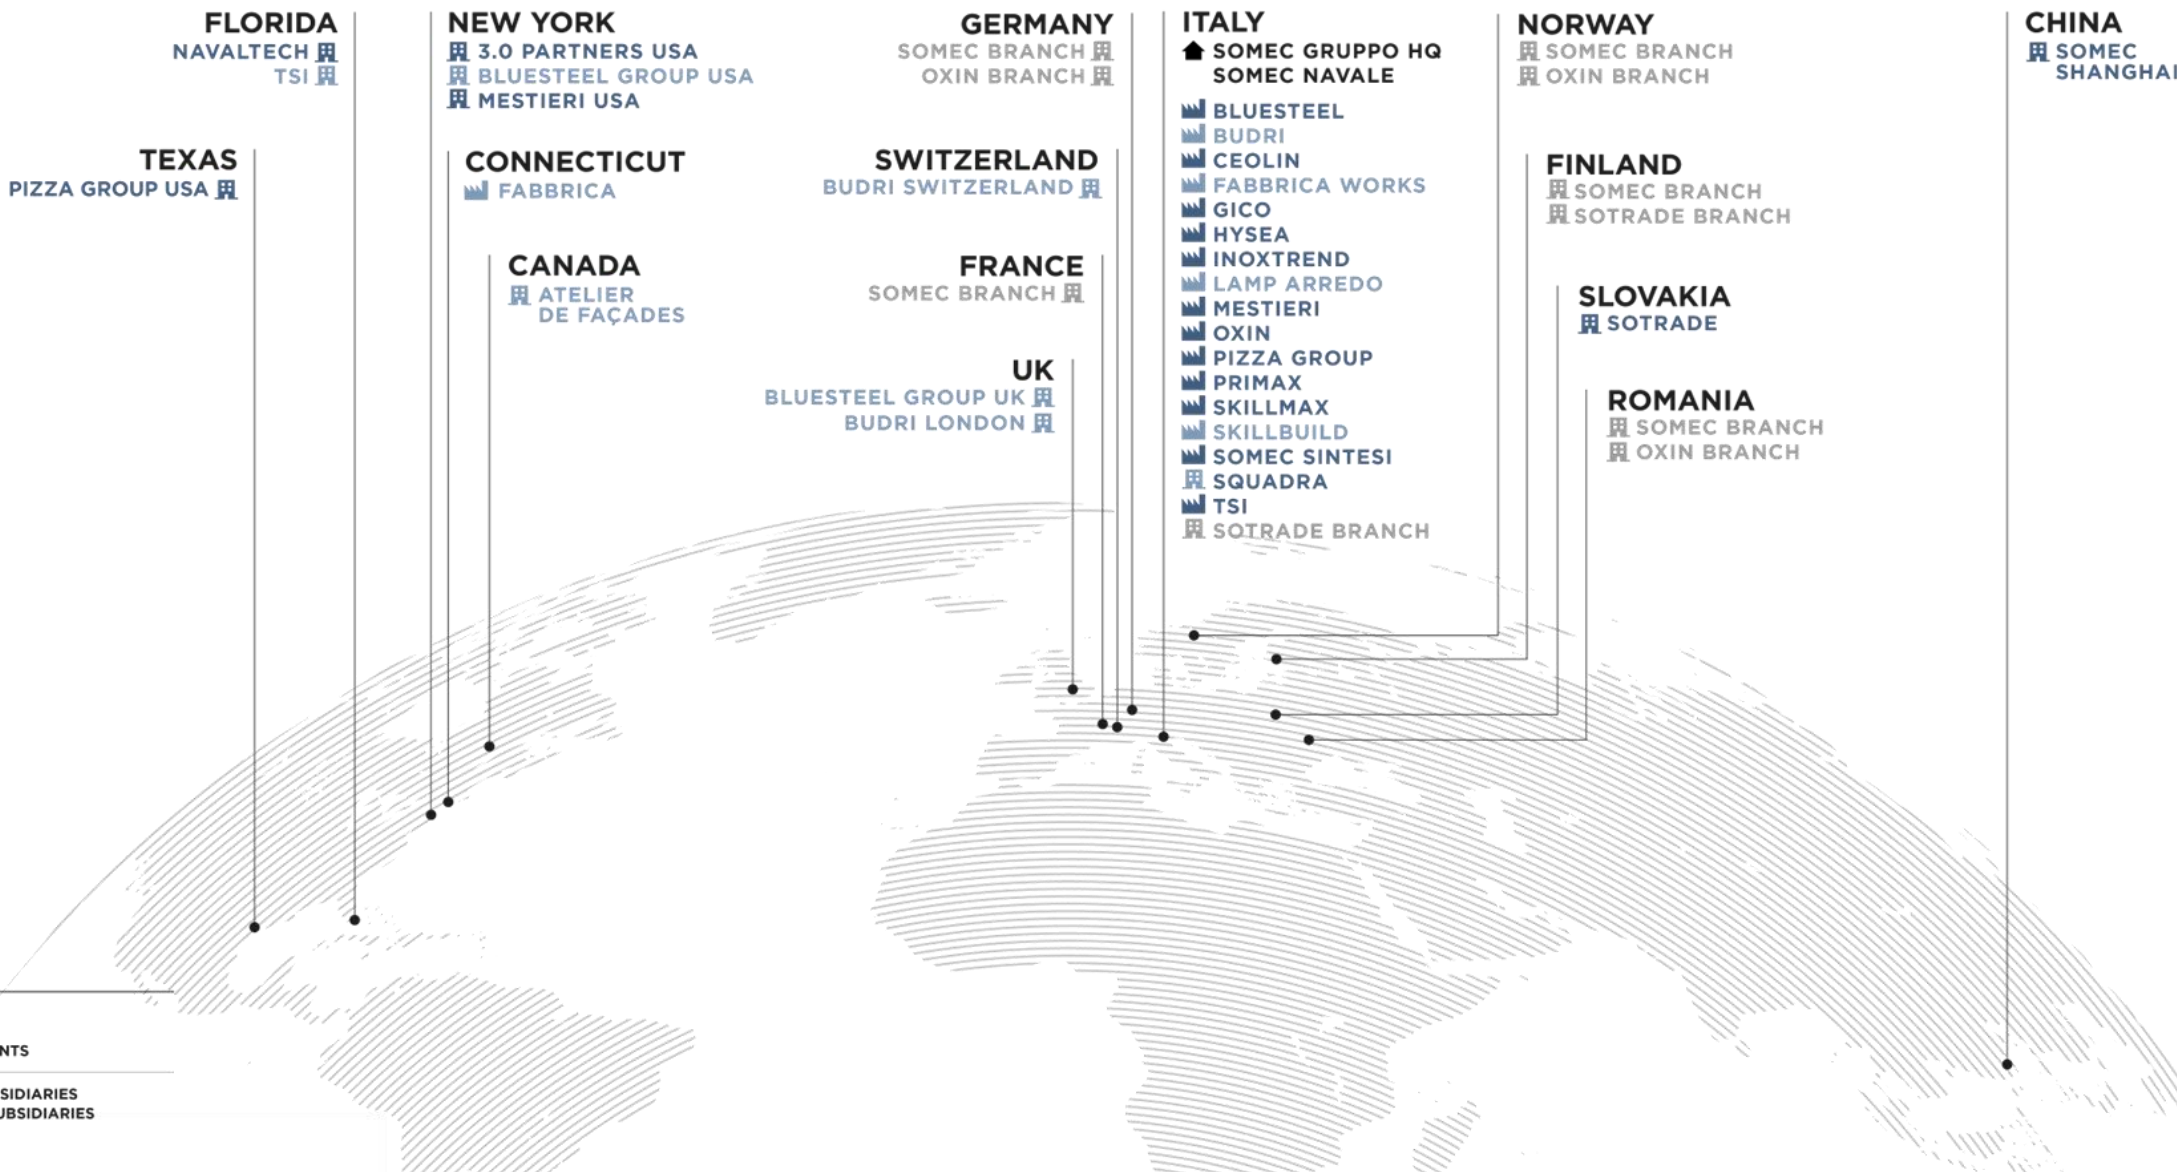 FLORIDA
NAVALTECH
TSI
NEW YORK
3.0 PARTNERS USA
BLUESTEEL GROUP USA
MESTIERI USA
TEXAS
PIZZA GROUP USA
CONNECTICUT
FABBRICA
CANADA
ATELIER
DE FAÇADES
GERMANY
SOMEC BRANCH
OXIN BRANCH
SWITZERLAND
BUDRI SWITZERLAND
FRANCE
SOMEC BRANCH
UK
BLUESTEEL GROUP UK
BUDRI LONDON
ITALY
SOMEC GRUPPO HQ
SOMEC NAVALE
BLUESTEEL
BUDRI
CEOLIN
FABBRICA WORKS
GICO
HYSEA
INOXTREND
LAMP ARREDO
MESTIERI
OXIN
PIZZA GROUP
PRIMAX
SKILLMAX
SKILLBUILD
SOMEC SINTESI
SQUADRA
TSI
SOTRADE BRANCH
NORWAY
SOMEC BRANCH
OXIN BRANCH
FINLAND
SOMEC BRANCH
SOTRADE BRANCH
SLOVAKIA
SOTRADE
ROMANIA
SOMEC BRANCH
OXIN BRANCH
CHINA
SOMEC
SHANGHAI
NTS
SIDIARIES
UBSIDIARIES